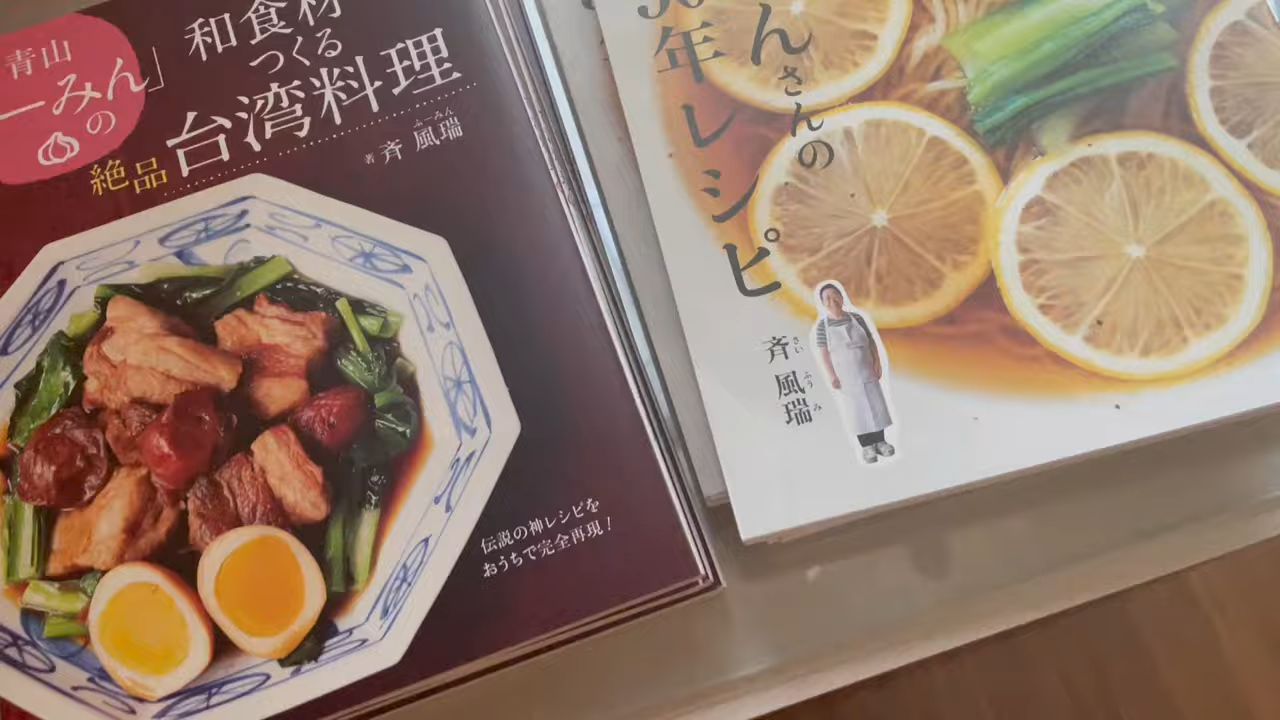 青山
ーみん」
の
和食材
つくる
絶品台湾料理
著 斉 風瑞
ふーみん
伝説の神レシピを
おうちで完全再現!
んさんの
年レシピ
斉 風瑞
さい ふう み